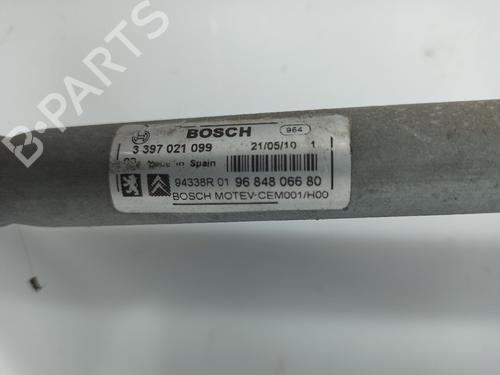 BOSCH 964
3 397 021 099 21/05/10 1
Made in Spain
94338R 01 96 848 066 80
BOSCH MOTEV-CEM001/H00
B-PARTS